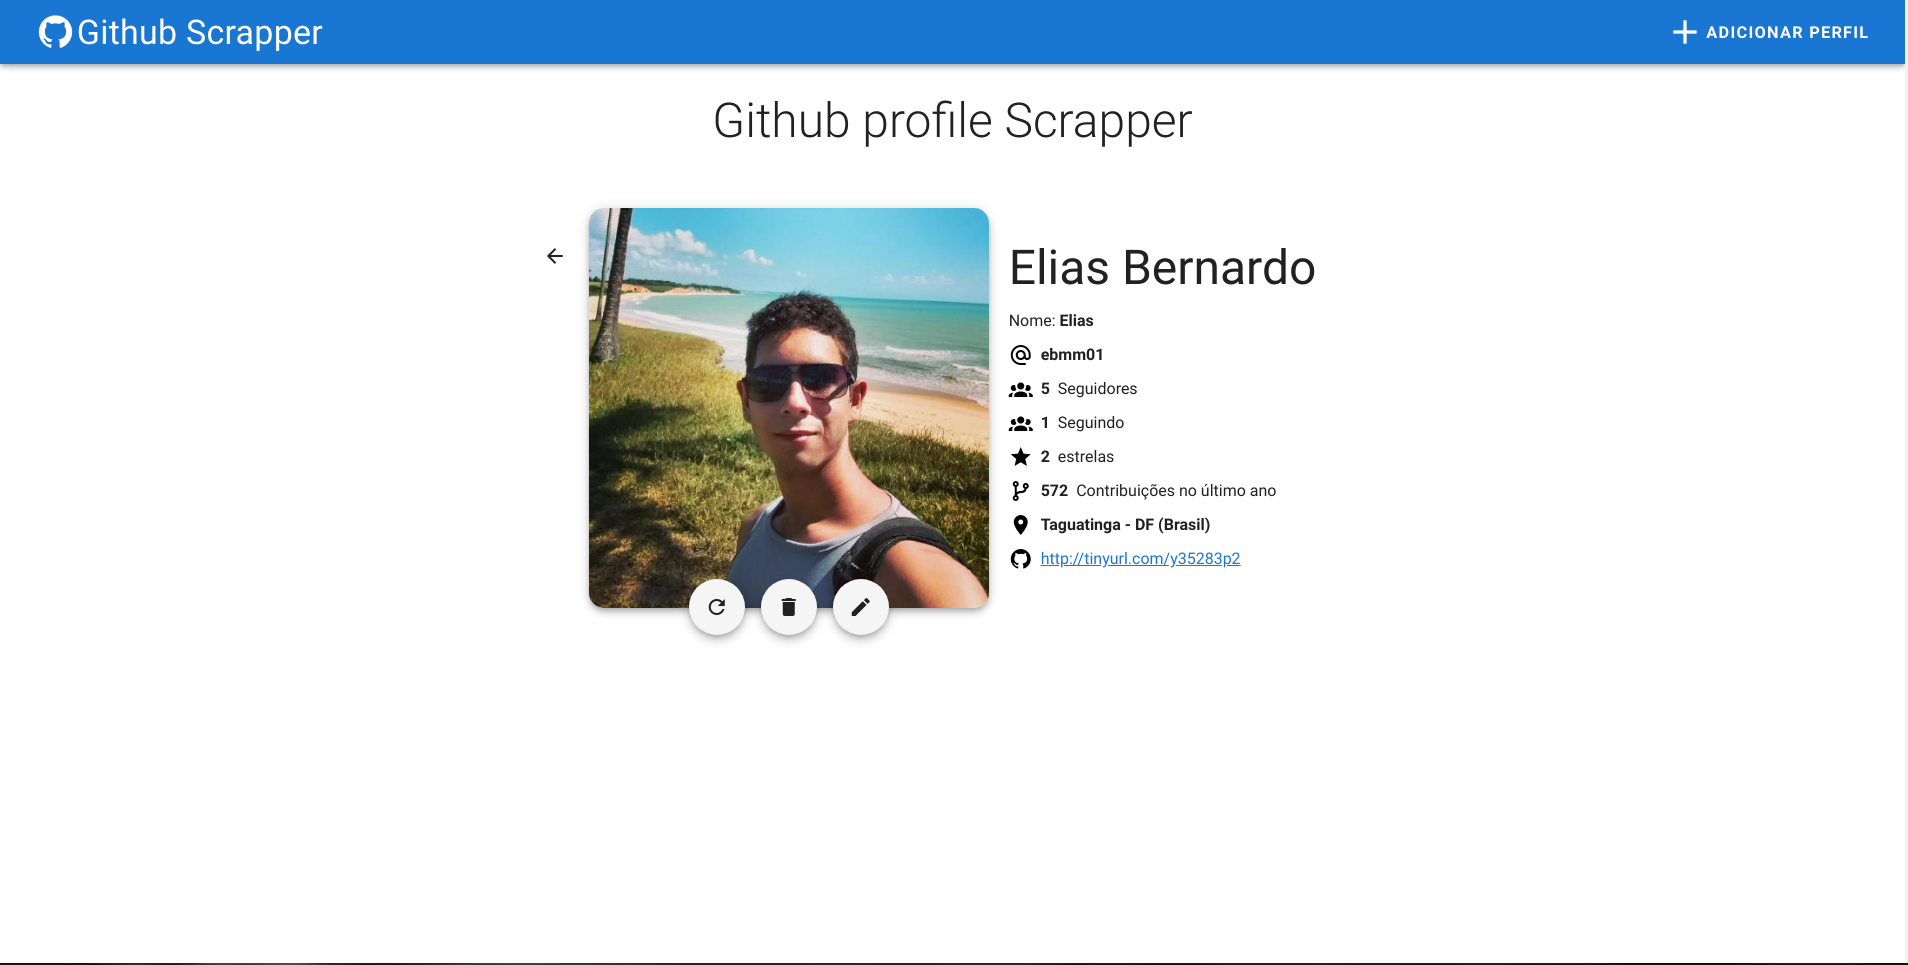 Github Scrapper
ADICIONAR PERFIL
Github profile Scrapper
Elias Bernardo
Nome: Elias
ebmm01
5 Seguidores
1 Seguindo
2 estrelas
572 Contribuições no último ano
Taguatinga - DF (Brasil)
http://tinyurl.com/y35283p2